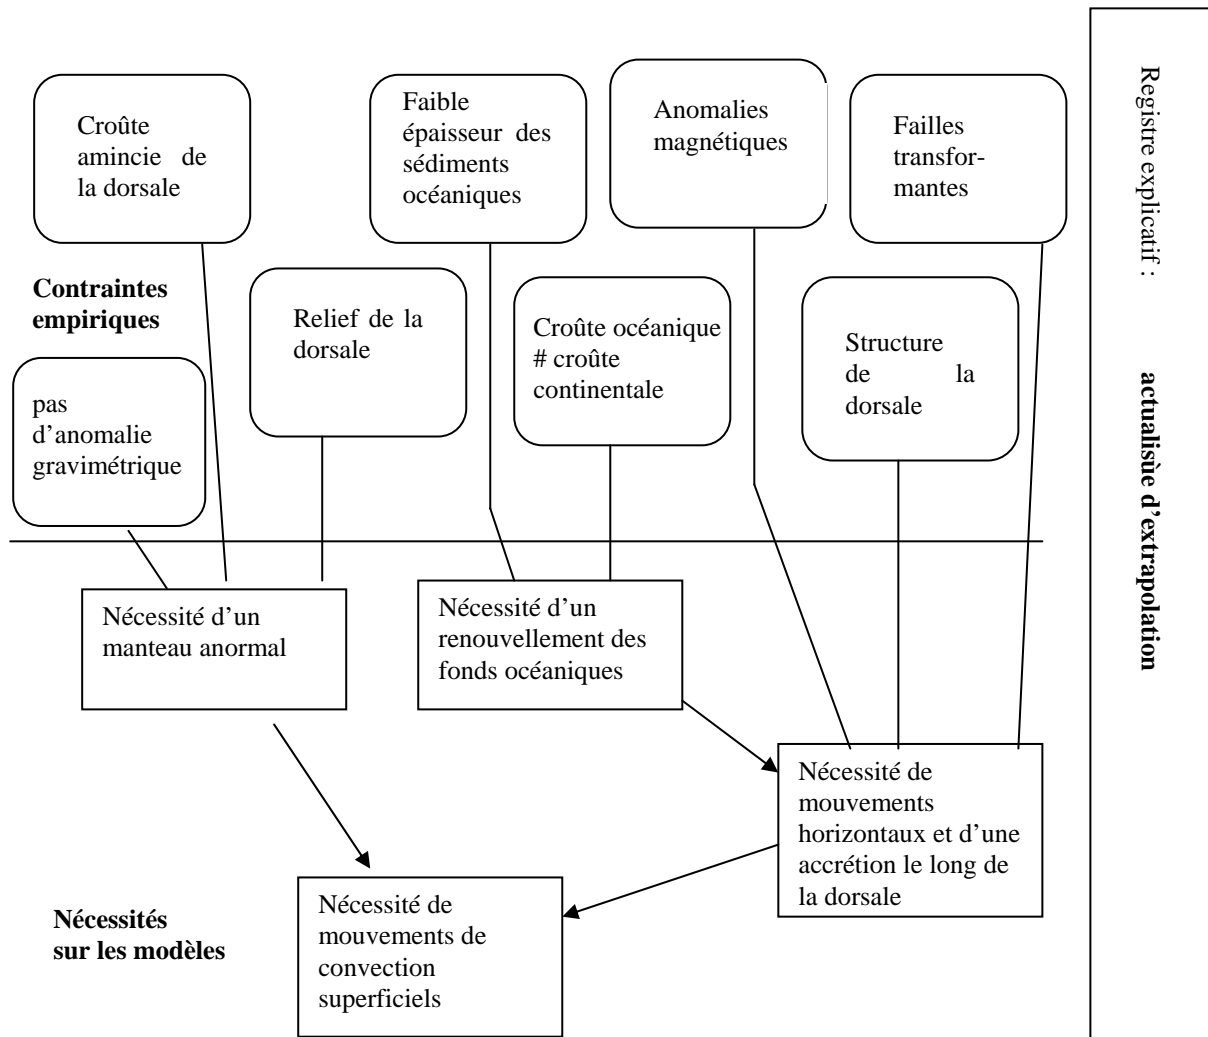 Croûte
amincie de
la dorsale
Faible
épaisseur des
sédiments
océaniques
Anomalies
magnétiques
Failles
transfor-
mantes
Contraintes
empiriques
Relief de la
dorsale
Croûte océanique
# croûte
continentale
Structure
de la
dorsale
pas
d’anomalie
gravimétrique
Nécessité d’un
manteau anormal
Nécessité d’un
renouvellement des
fonds océaniques
Nécessité de
mouvements
horizontaux et d’une
accrétion le long de
la dorsale
Nécessités
sur les modèles
Nécessité de
mouvements de
convection
superficiels
Registre explicatif : actualisùe d’extrapolation